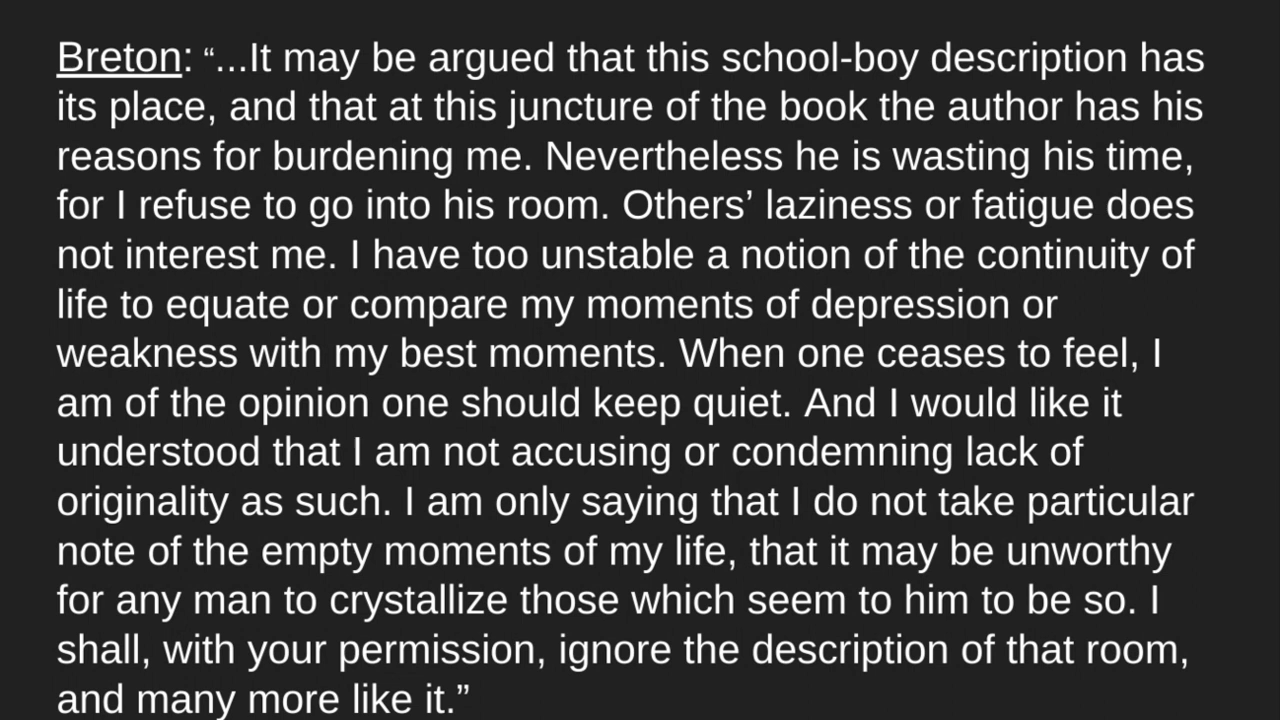 Breton: “...It may be argued that this school-boy description has
its place, and that at this juncture of the book the author has his
reasons for burdening me. Nevertheless he is wasting his time,
for I refuse to go into his room. Others’ laziness or fatigue does
not interest me. I have too unstable a notion of the continuity of
life to equate or compare my moments of depression or
weakness with my best moments. When one ceases to feel, I
am of the opinion one should keep quiet. And I would like it
understood that I am not accusing or condemning lack of
originality as such. I am only saying that I do not take particular
note of the empty moments of my life, that it may be unworthy
for any man to crystallize those which seem to him to be so. I
shall, with your permission, ignore the description of that room,
and many more like it.”